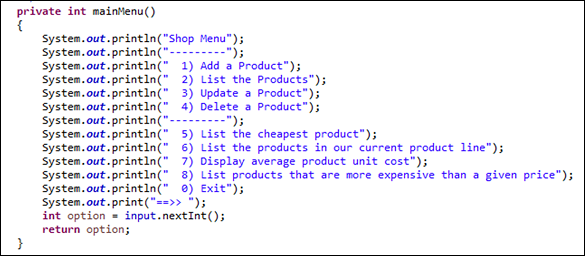 private int mainMenu()
{
    System.out.println("Shop Menu");
    System.out.println("---------");
    System.out.println("  1) Add a Product");
    System.out.println("  2) List the Products");
    System.out.println("  3) Update a Product");
    System.out.println("  4) Delete a Product");
    System.out.println("---------");
    System.out.println("  5) List the cheapest product");
    System.out.println("  6) List the products in our current product line");
    System.out.println("  7) Display average product unit cost");
    System.out.println("  8) List products that are more expensive than a given price");
    System.out.println("  0) Exit");
    System.out.print("==>> ");
    int option = input.nextInt();
    return option;
}